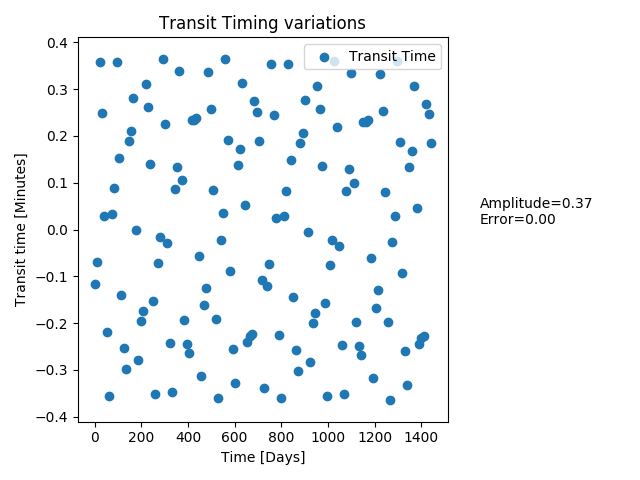 Transit Timing variations
Transit Time
0.4
0.3
0.2
0.1
0.0
−0.1
−0.2
−0.3
−0.4
Transit time [Minutes]
Amplitude=0.37
Error=0.00
0 200 400 600 800 1000 1200 1400
Time [Days]